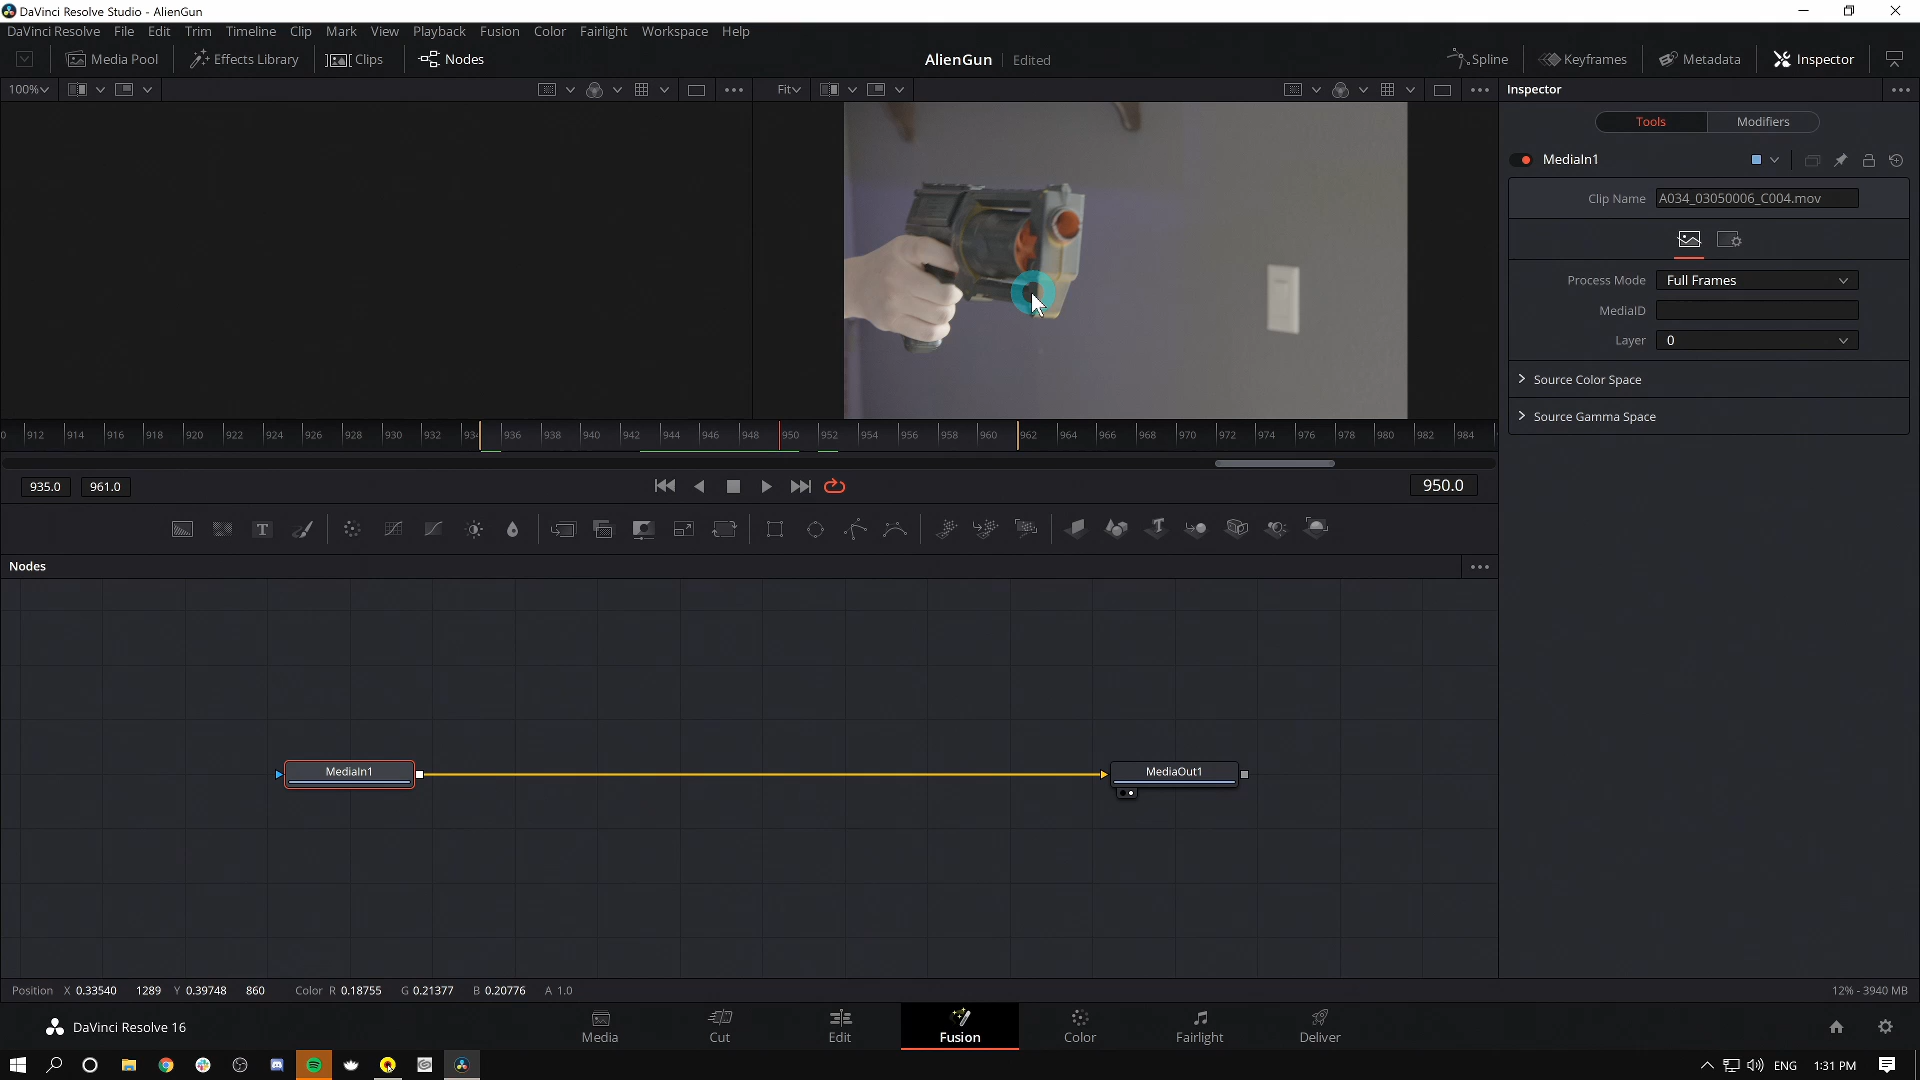 DaVinci Resolve Studio - AlienGun
DaVinci Resolve File Edit Trim Timeline Clip Mark View Playback Fusion Color Fairlight Workspace Help
Media Pool Effects Library Clips Nodes AlienGun Edited Spline Keyframes Metadata Inspector
100% Fit Inspector
Tools Modifiers
MediaIn1
Clip Name A034_03050006_C004.mov
Process Mode Full Frames
MediaID
Layer 0
Source Color Space
Source Gamma Space
0 912 914 916 918 920 922 924 926 928 930 932 934 936 938 940 942 944 946 948 950 952 954 956 958 960 962 964 966 968 970 972 974 976 978 980 982 984
935.0 961.0 950.0
T T
Nodes
MediaIn1 MediaOut1
Position X 0.33540 1289 Y 0.39748 860 Color R 0.18755 G 0.21377 B 0.20776 A 1.0 12% - 3940 MB
DaVinci Resolve 16 Media Cut Edit Fusion Color Fairlight Deliver
ENG 1:31 PM